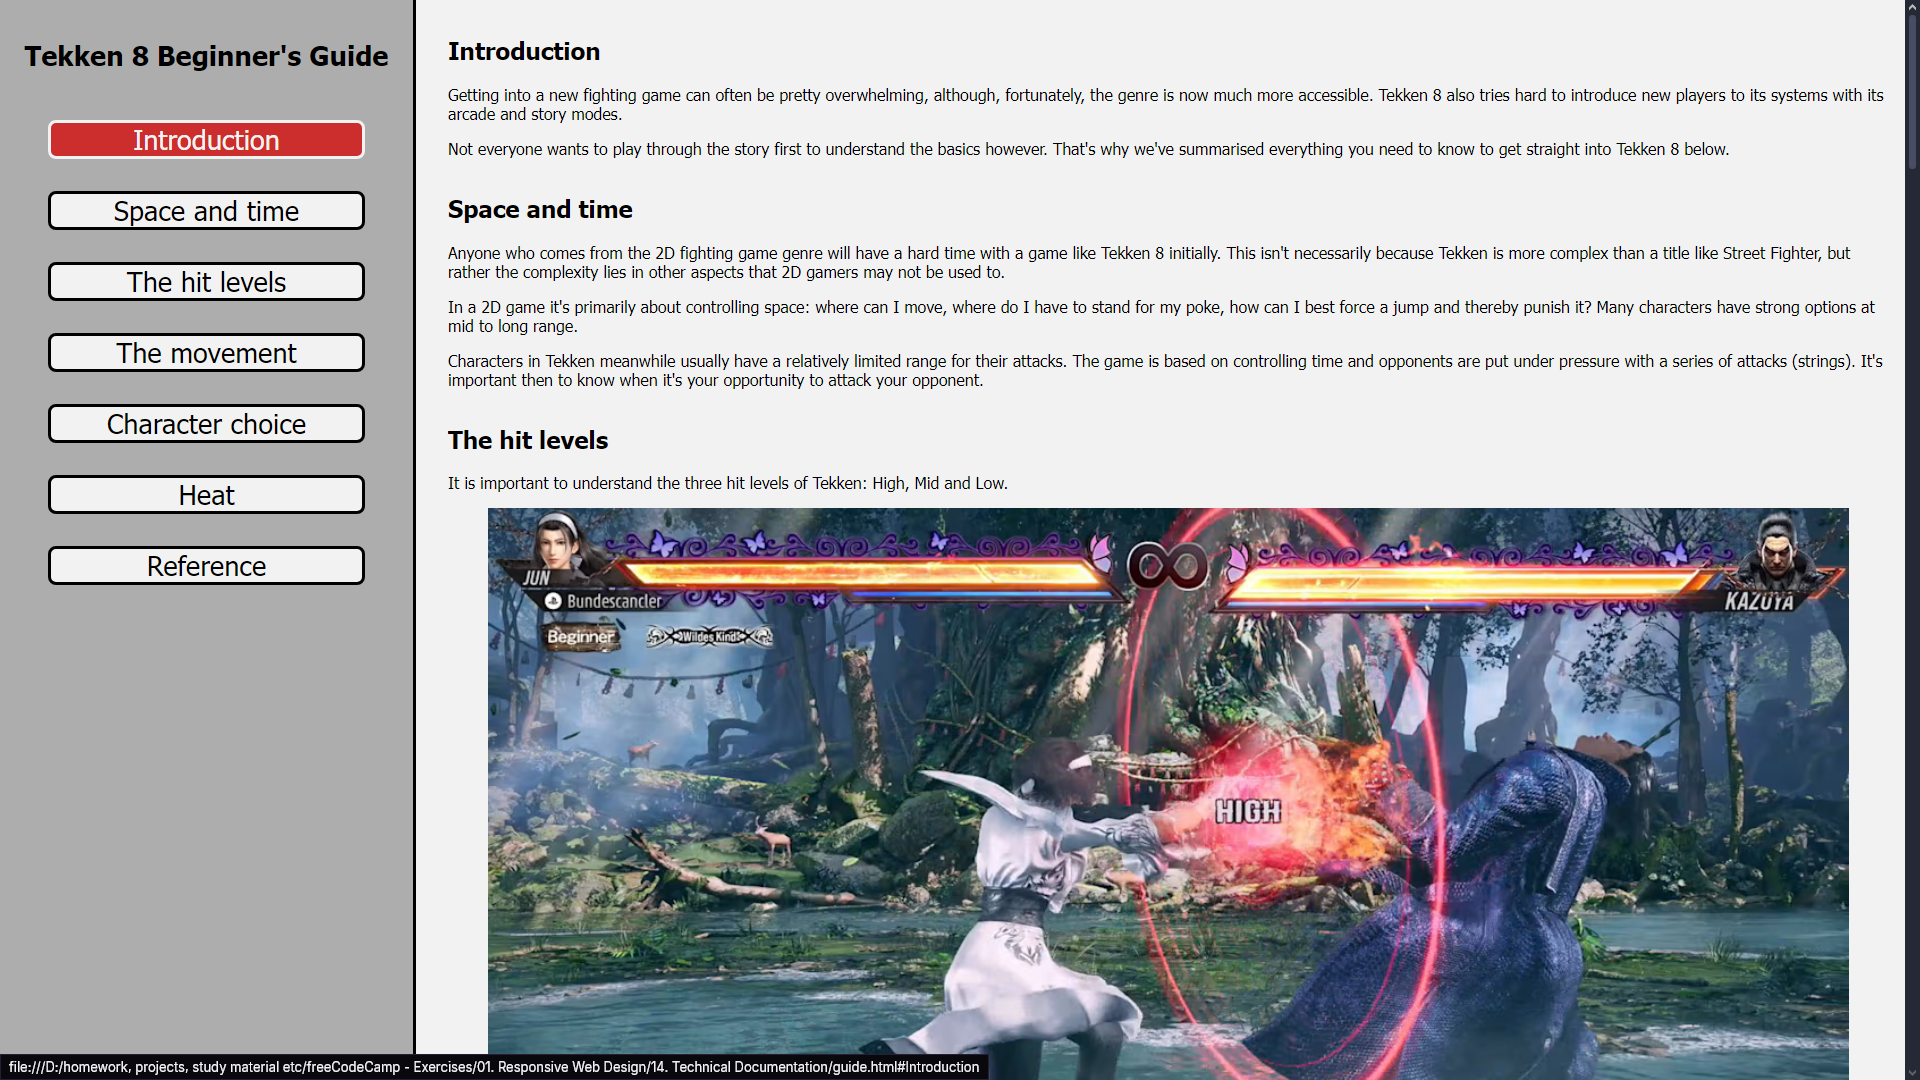 Tekken 8 Beginner's Guide
Introduction
Space and time
The hit levels
The movement
Character choice
Heat
Reference
Introduction
Getting into a new fighting game can often be pretty overwhelming, although, fortunately, the genre is now much more accessible. Tekken 8 also tries hard to introduce new players to its systems with its
arcade and story modes.
Not everyone wants to play through the story first to understand the basics however. That's why we've summarised everything you need to know to get straight into Tekken 8 below.
Space and time
Anyone who comes from the 2D fighting game genre will have a hard time with a game like Tekken 8 initially. This isn't necessarily because Tekken is more complex than a title like Street Fighter, but
rather the complexity lies in other aspects that 2D gamers may not be used to.
In a 2D game it's primarily about controlling space: where can I move, where do I have to stand for my poke, how can I best force a jump and thereby punish it? Many characters have strong options at
mid to long range.
Characters in Tekken meanwhile usually have a relatively limited range for their attacks. The game is based on controlling time and opponents are put under pressure with a series of attacks (strings). It's
important then to know when it's your opportunity to attack your opponent.
The hit levels
It is important to understand the three hit levels of Tekken: High, Mid and Low.
JUN
KAZUYA
Bundescancler
Beginner
Wildes Kind
HIGH
file:///D:/homework, projects, study material etc/freeCodeCamp - Exercises/01. Responsive Web Design/14. Technical Documentation/guide.html#Introduction